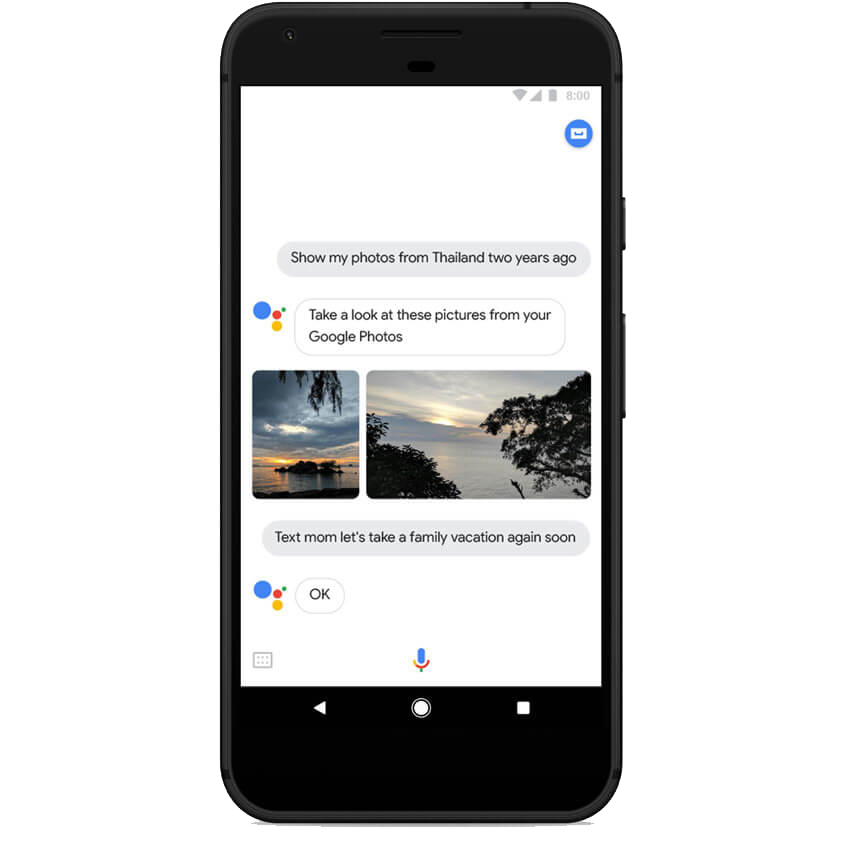 8:00
Show my photos from Thailand two years ago
Take a look at these pictures from your
Google Photos
Text mom let's take a family vacation again soon
OK